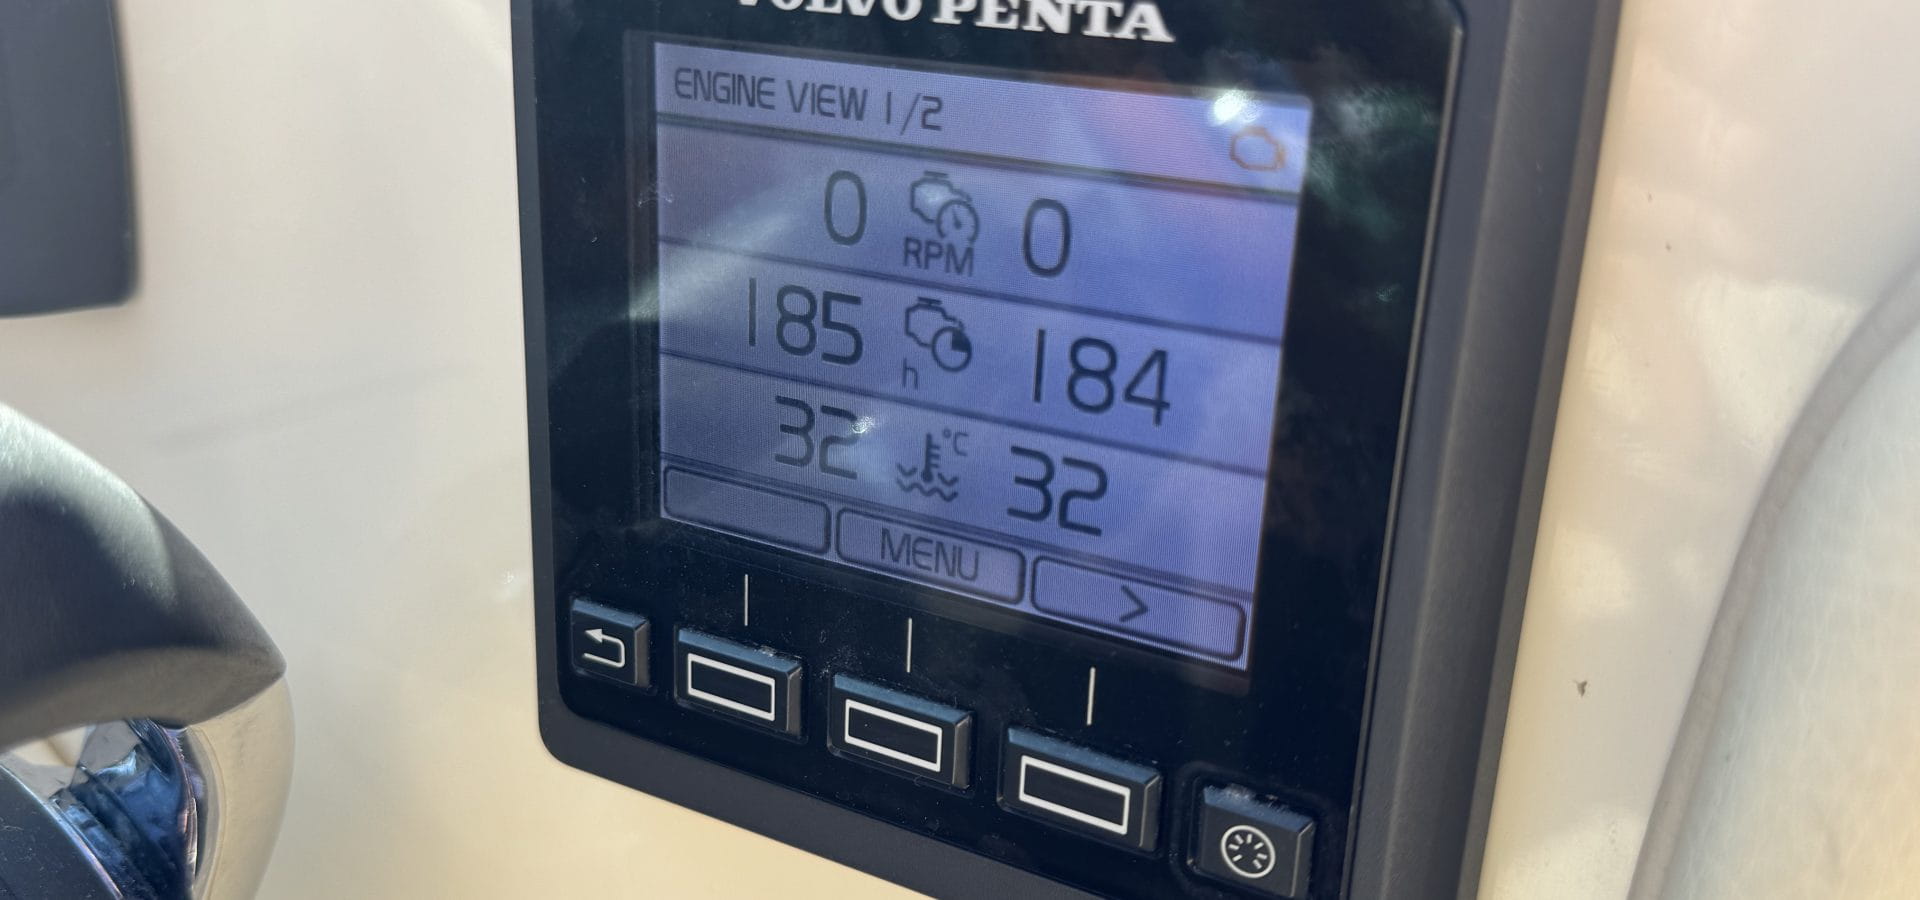 VOLVO PENTA
ENGINE VIEW 1/2
0 RPM 0
185 h 184
32 °C 32
MENU >